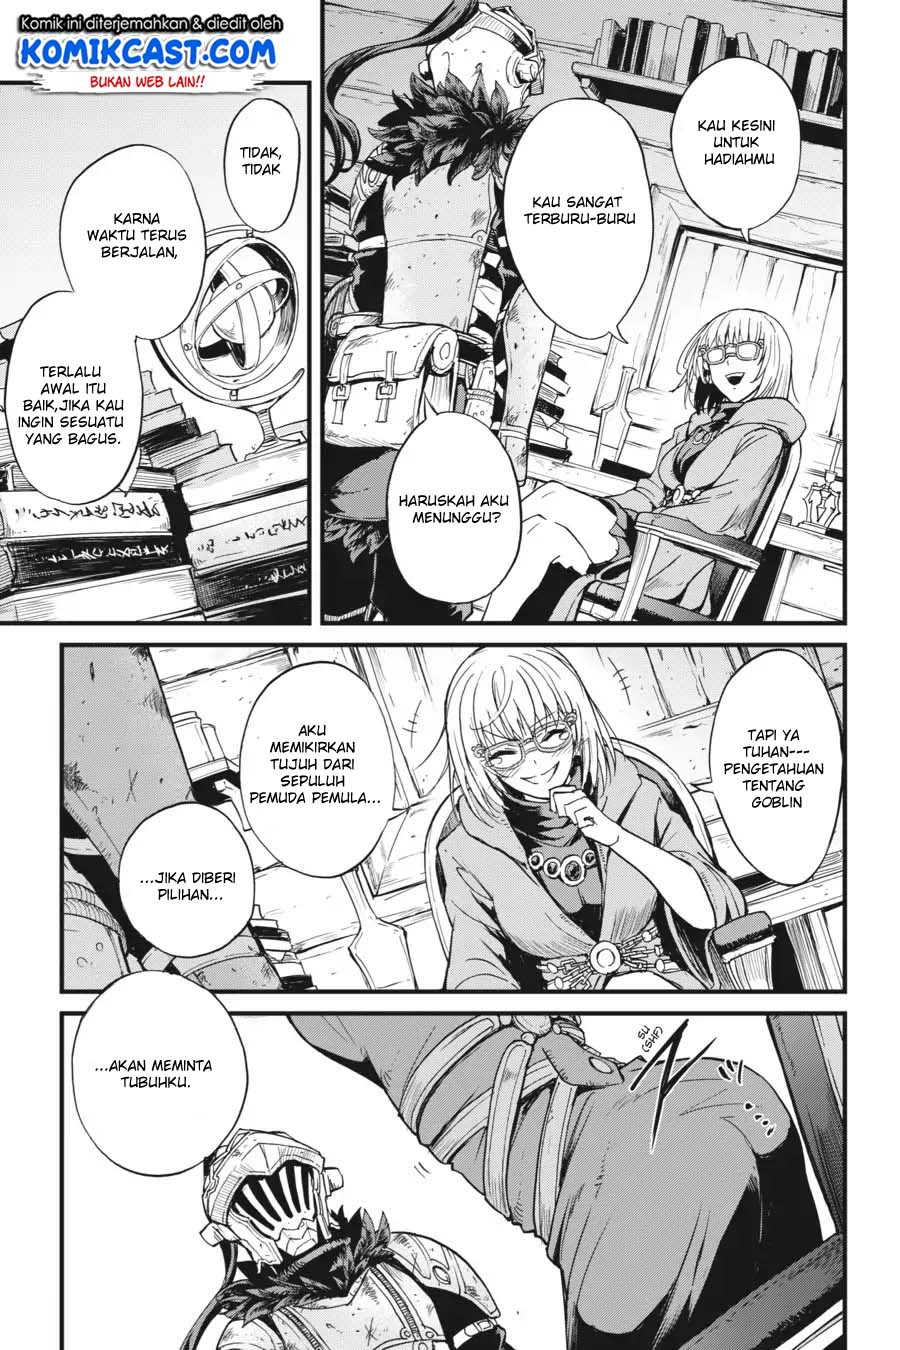 Komik ini diterjemahkan & diedit oleh
KOMIKCAST.COM
BUKAN WEB LAIN!!
KAU KESINI
UNTUK
HADIAHMU
KAU SANGAT
TERBURU-BURU
HARUSKAH AKU
MENUNGGU?
TIDAK,
TIDAK
KARNA
WAKTU TERUS
BERJALAN,
TERLALU
AWAL ITU
BAIK,JIKA KAU
INGIN SESUATU
YANG BAGUS.
TAPI YA
TUHAN---
PENGETAHUAN
TENTANG
GOBLIN
AKU
MEMIKIRKAN
TUJUH DARI
SEPULUH
PEMUDA PEMULA...
...JIKA DIBERI
PILIHAN...
SU
(SHF)
...AKAN MEMINTA
TUBUHKU.